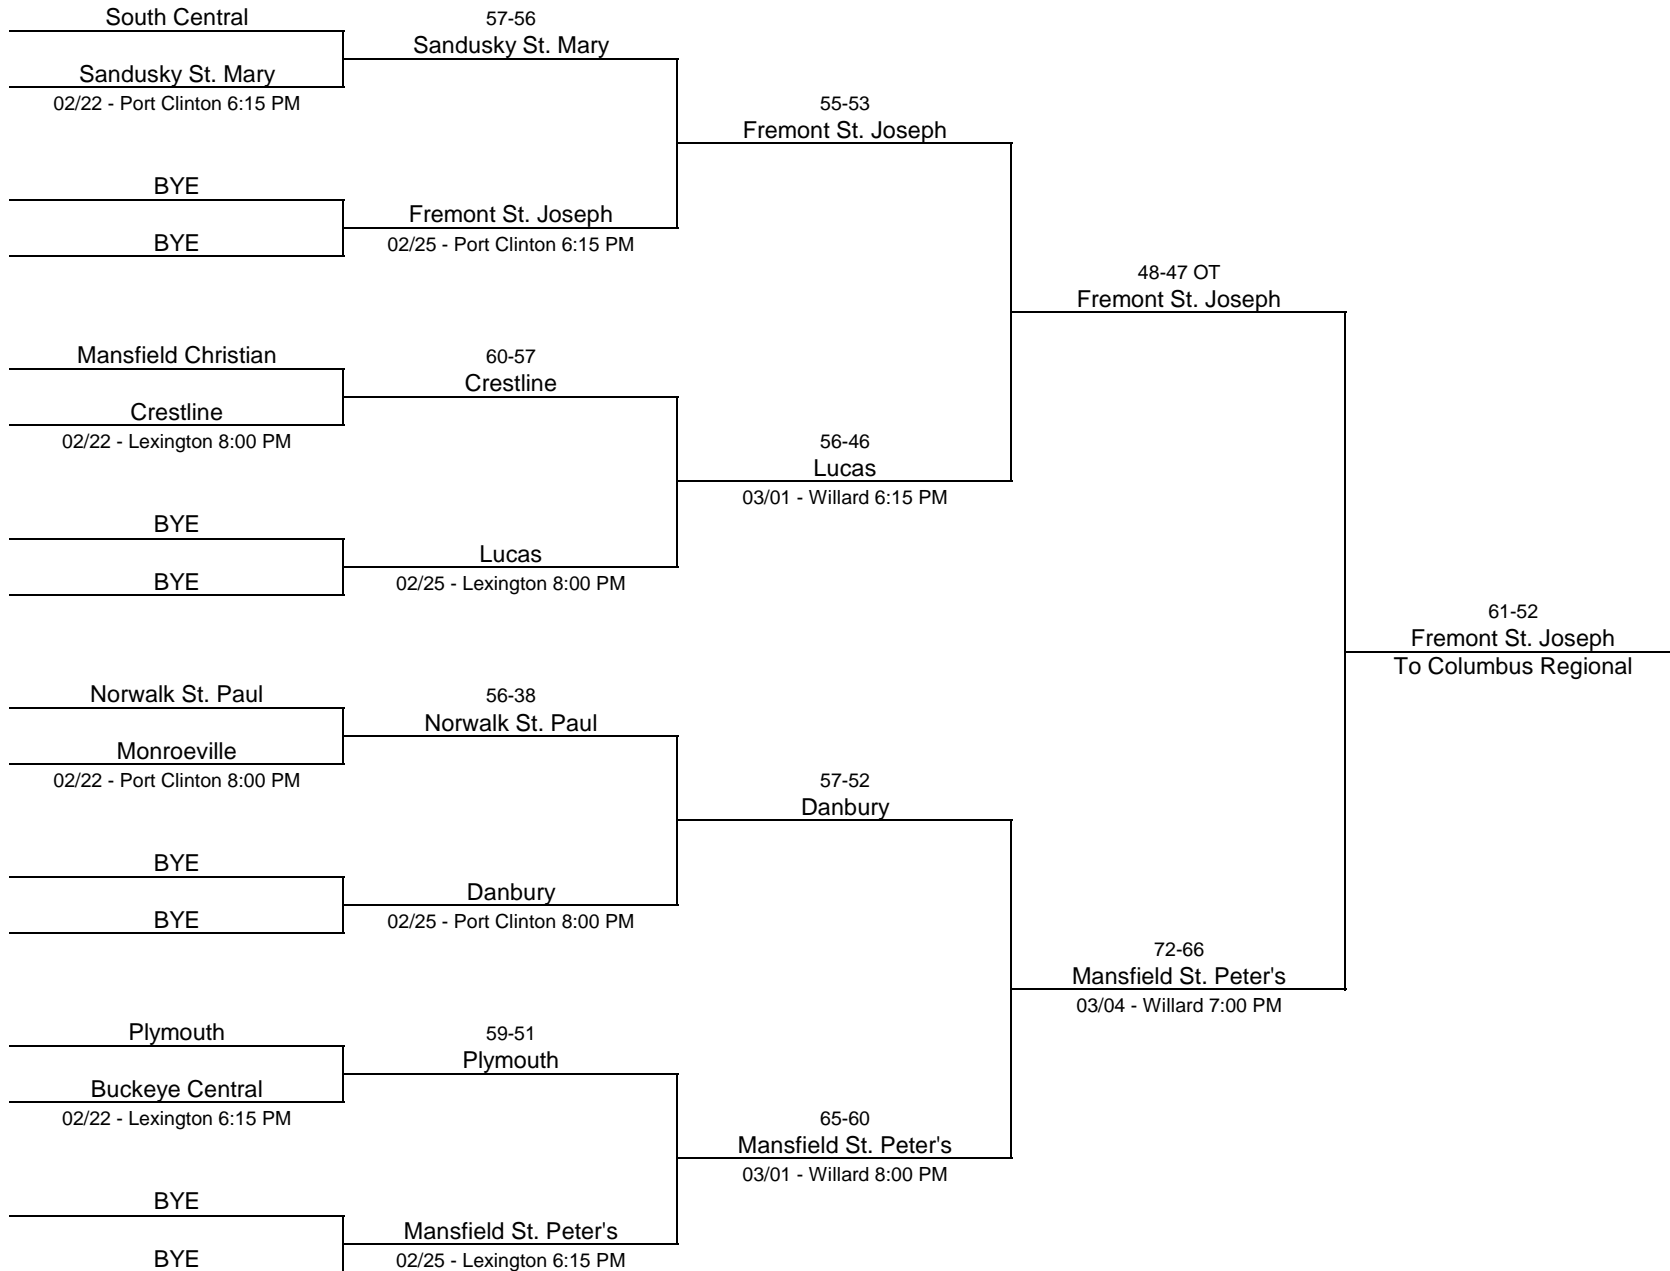 South Central
Sandusky St. Mary
02/22 - Port Clinton 6:15 PM
BYE
BYE
Mansfield Christian
Crestline
02/22 - Lexington 8:00 PM
BYE
BYE
Norwalk St. Paul
Monroeville
02/22 - Port Clinton 8:00 PM
BYE
BYE
Plymouth
Buckeye Central
02/22 - Lexington 6:15 PM
BYE
BYE
57-56
Sandusky St. Mary
Fremont St. Joseph
02/25 - Port Clinton 6:15 PM
60-57
Crestline
Lucas
02/25 - Lexington 8:00 PM
56-38
Norwalk St. Paul
Danbury
02/25 - Port Clinton 8:00 PM
59-51
Plymouth
Mansfield St. Peter's
02/25 - Lexington 6:15 PM
55-53
Fremont St. Joseph
56-46
Lucas
03/01 - Willard 6:15 PM
57-52
Danbury
65-60
Mansfield St. Peter's
03/01 - Willard 8:00 PM
48-47 OT
Fremont St. Joseph
72-66
Mansfield St. Peter's
03/04 - Willard 7:00 PM
61-52
Fremont St. Joseph
To Columbus Regional